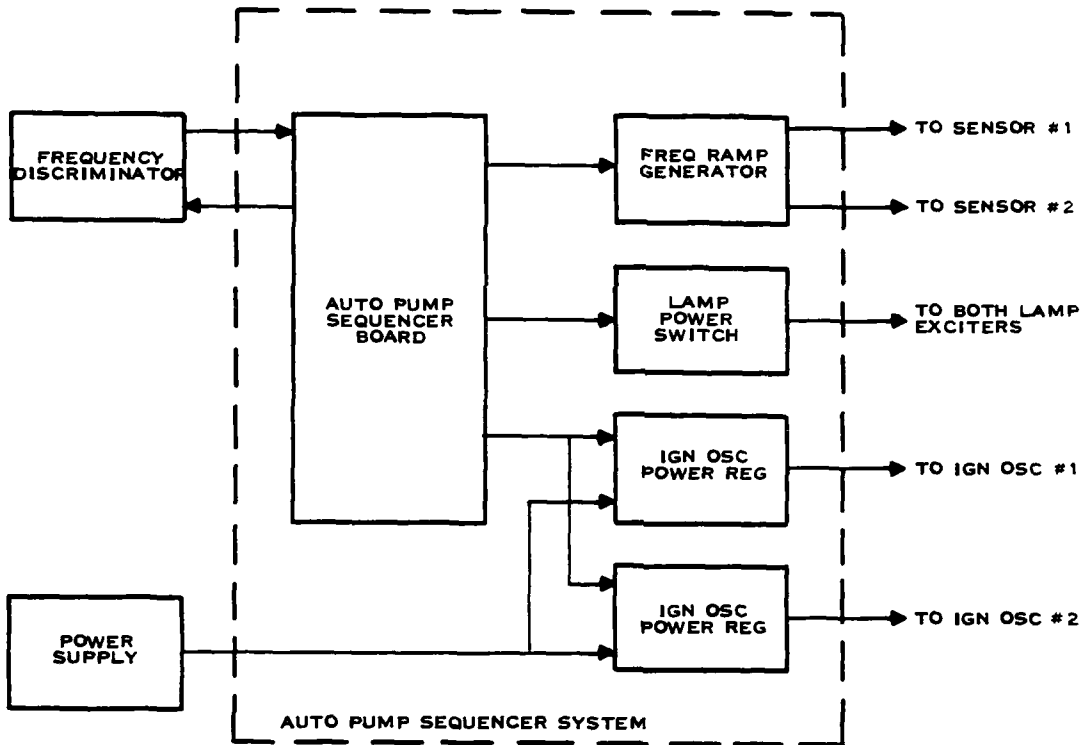 FREQUENCY
DISCRIMINATOR
AUTO PUMP
SEQUENCER
BOARD
FREQ RAMP
GENERATOR
TO SENSOR #1
TO SENSOR #2
LAMP
POWER
SWITCH
TO BOTH LAMP
EXCITERS
IGN OSC
POWER REG
TO IGN OSC #1
IGN OSC
POWER REG
TO IGN OSC #2
POWER
SUPPLY
AUTO PUMP SEQUENCER SYSTEM